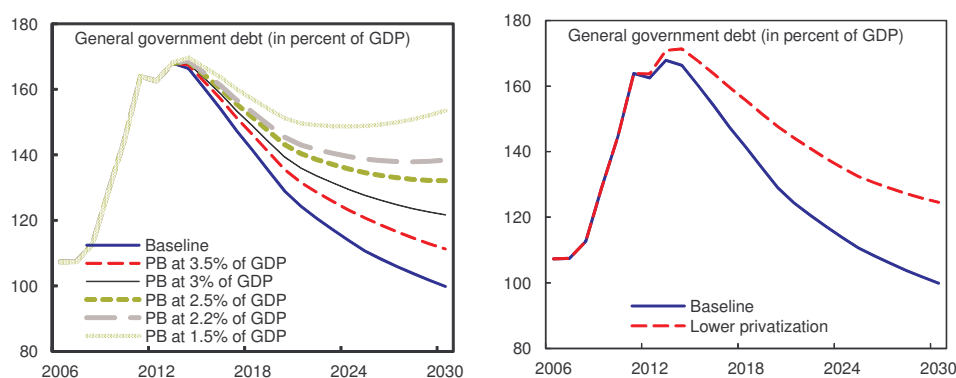 General government debt (in percent of GDP)
180
160
140
120
100
80
2006
2012
2018
2024
2030
Baseline
PB at 3.5% of GDP
PB at 3% of GDP
PB at 2.5% of GDP
PB at 2.2% of GDP
PB at 1.5% of GDP
General government debt (in percent of GDP)
180
160
140
120
100
80
2006
2012
2018
2024
2030
Baseline
Lower privatization